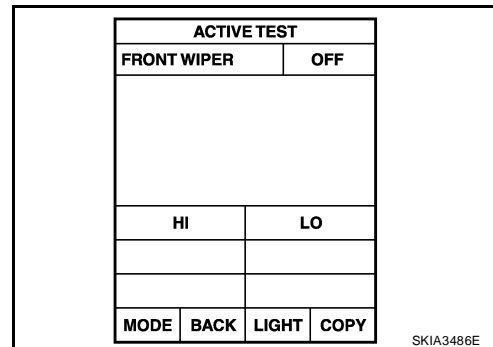 ACTIVE TEST
FRONT WIPER OFF
HI LO
MODE BACK LIGHT COPY
SKIA3486E